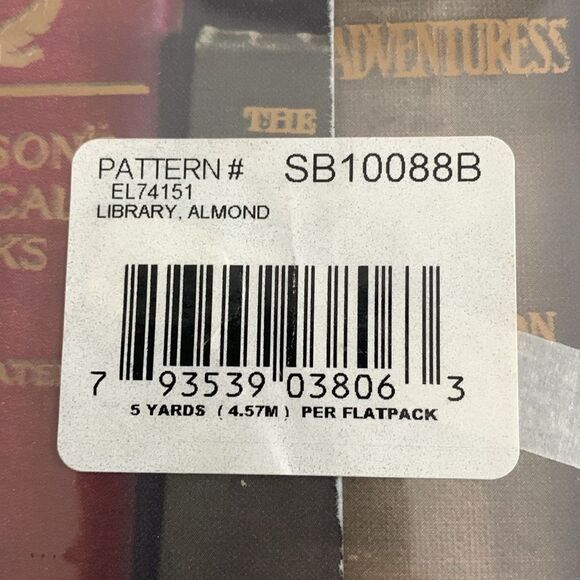 ADVENTURESS
THE
SON'S
CAL
KS
PATTERN # SB10088B
EL74151
LIBRARY, ALMOND
7 93539 03806 3
5 YARDS ( 4.57M ) PER FLATPACK
ON